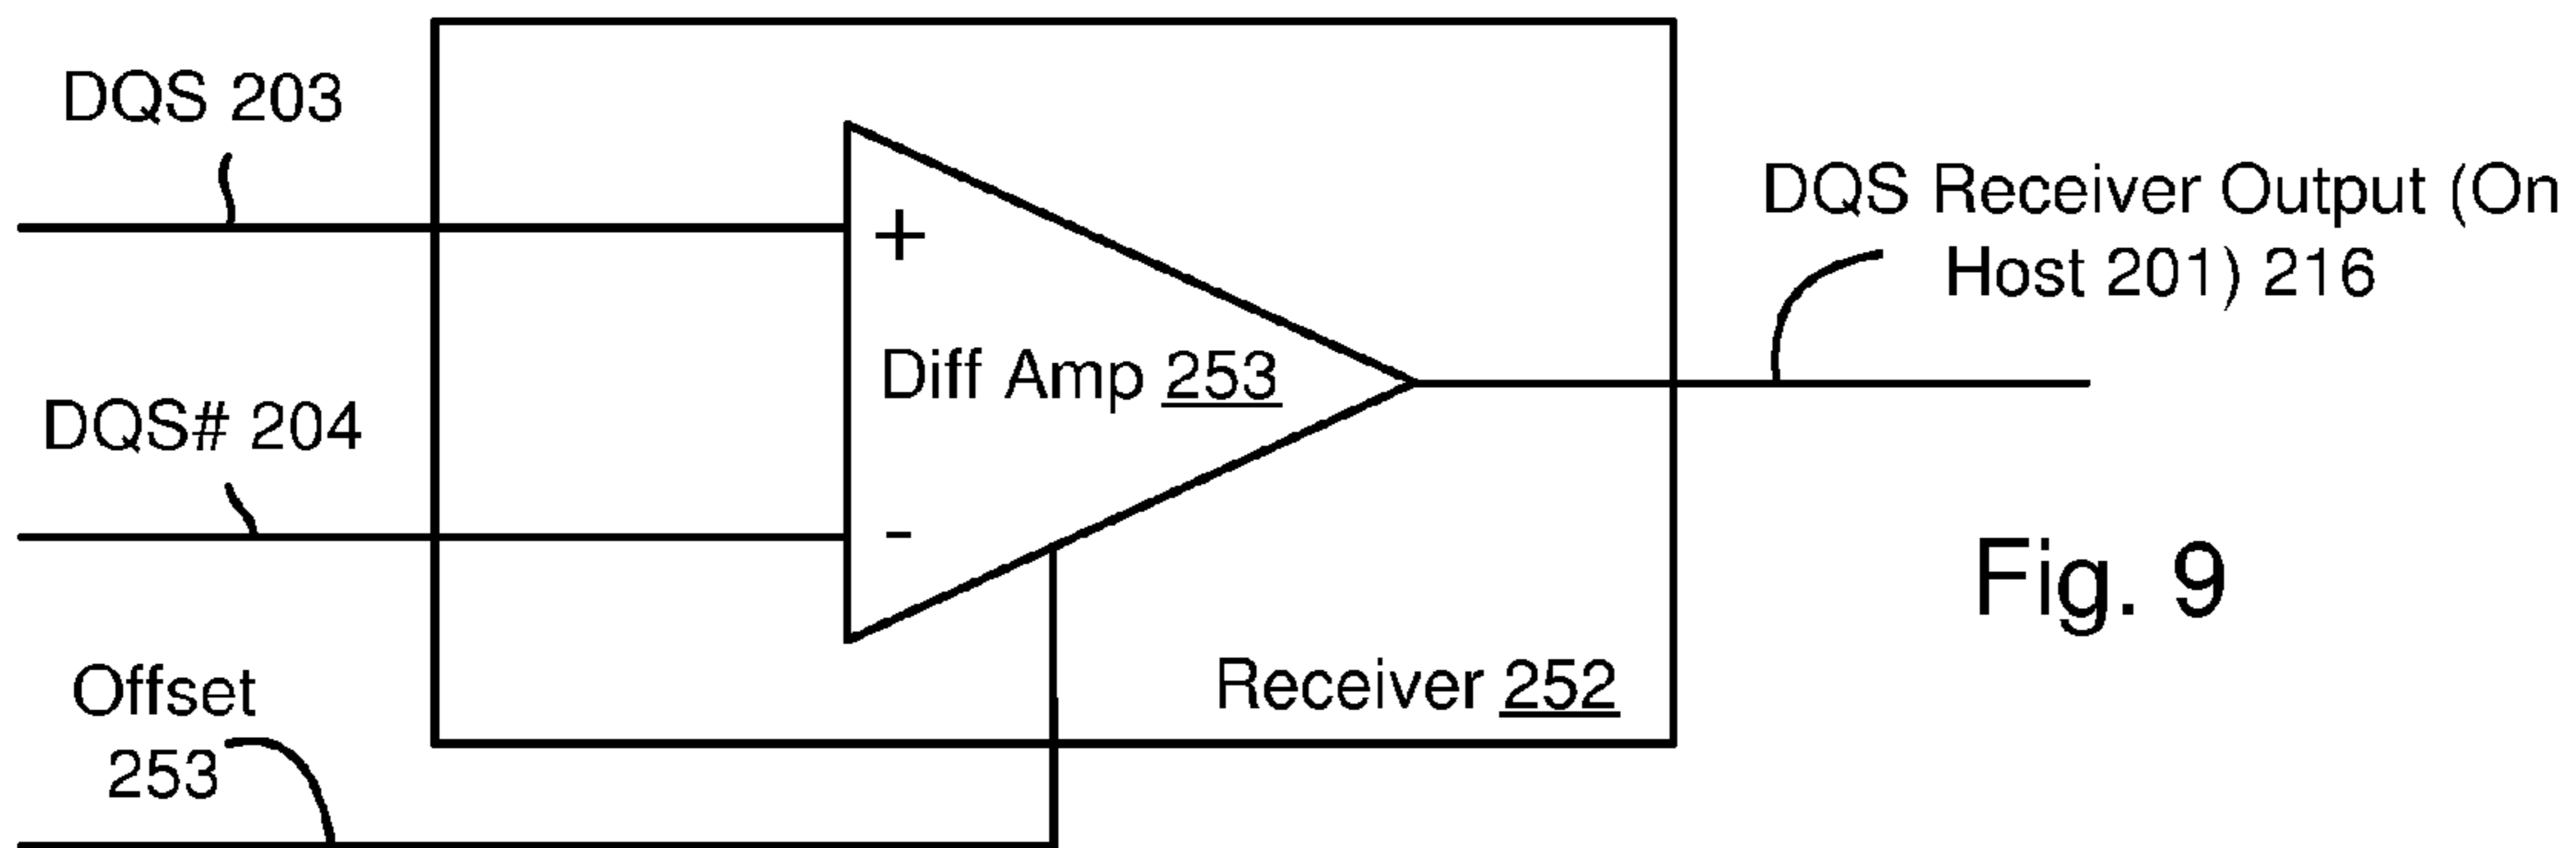 DQS 203
DQS Receiver Output (On
Host 201) 216
+
Diff Amp 253
DQS# 204
-
Fig. 9
Receiver 252
Offset
253